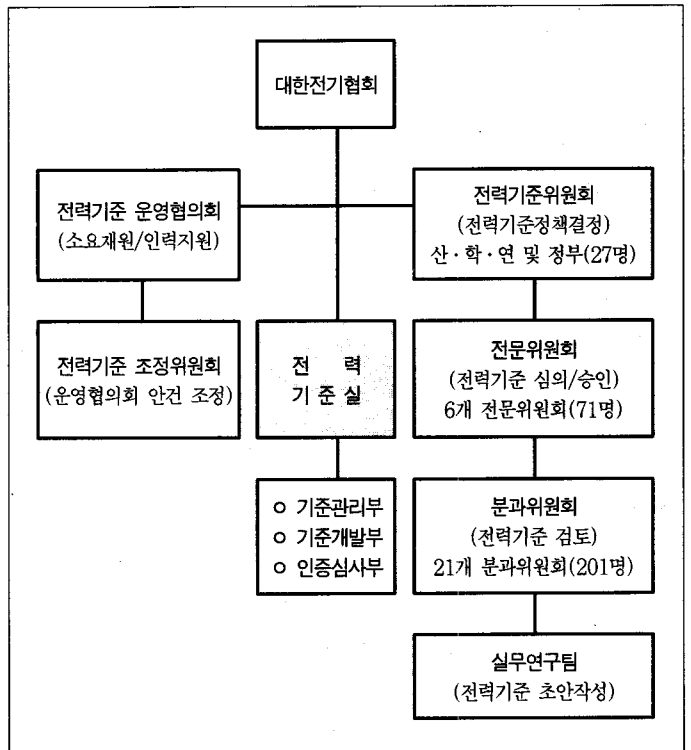 대한전기협회
전력기준 운영협의회
(소요재원/인력지원)
전력기준위원회
(전력기준정책결정)
산·학·연 및 정부(27명)
전력기준 조정위원회
(운영협의회 안건 조정)
전 력
기 준 실
전문위원회
(전력기준 심의/승인)
6개 전문위원회(71명)
○ 기준관리부
○ 기준개발부
○ 인증심사부
분과위원회
(전력기준 검토)
21개 분과위원회(201명)
실무연구팀
(전력기준 초안작성)